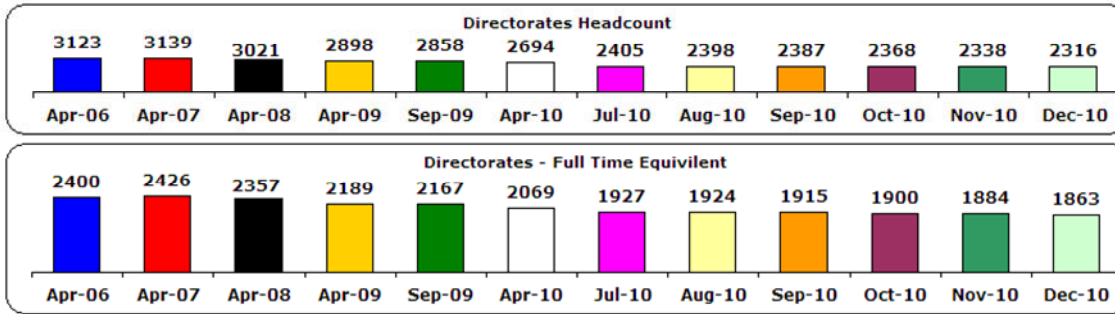 Directorates Headcount
3123 3139 3021 2898 2858 2694 2405 2398 2387 2368 2338 2316
Apr-06 Apr-07 Apr-08 Apr-09 Sep-09 Apr-10 Jul-10 Aug-10 Sep-10 Oct-10 Nov-10 Dec-10
Directorates - Full Time Equivilent
2400 2426 2357 2189 2167 2069 1927 1924 1915 1900 1884 1863
Apr-06 Apr-07 Apr-08 Apr-09 Sep-09 Apr-10 Jul-10 Aug-10 Sep-10 Oct-10 Nov-10 Dec-10